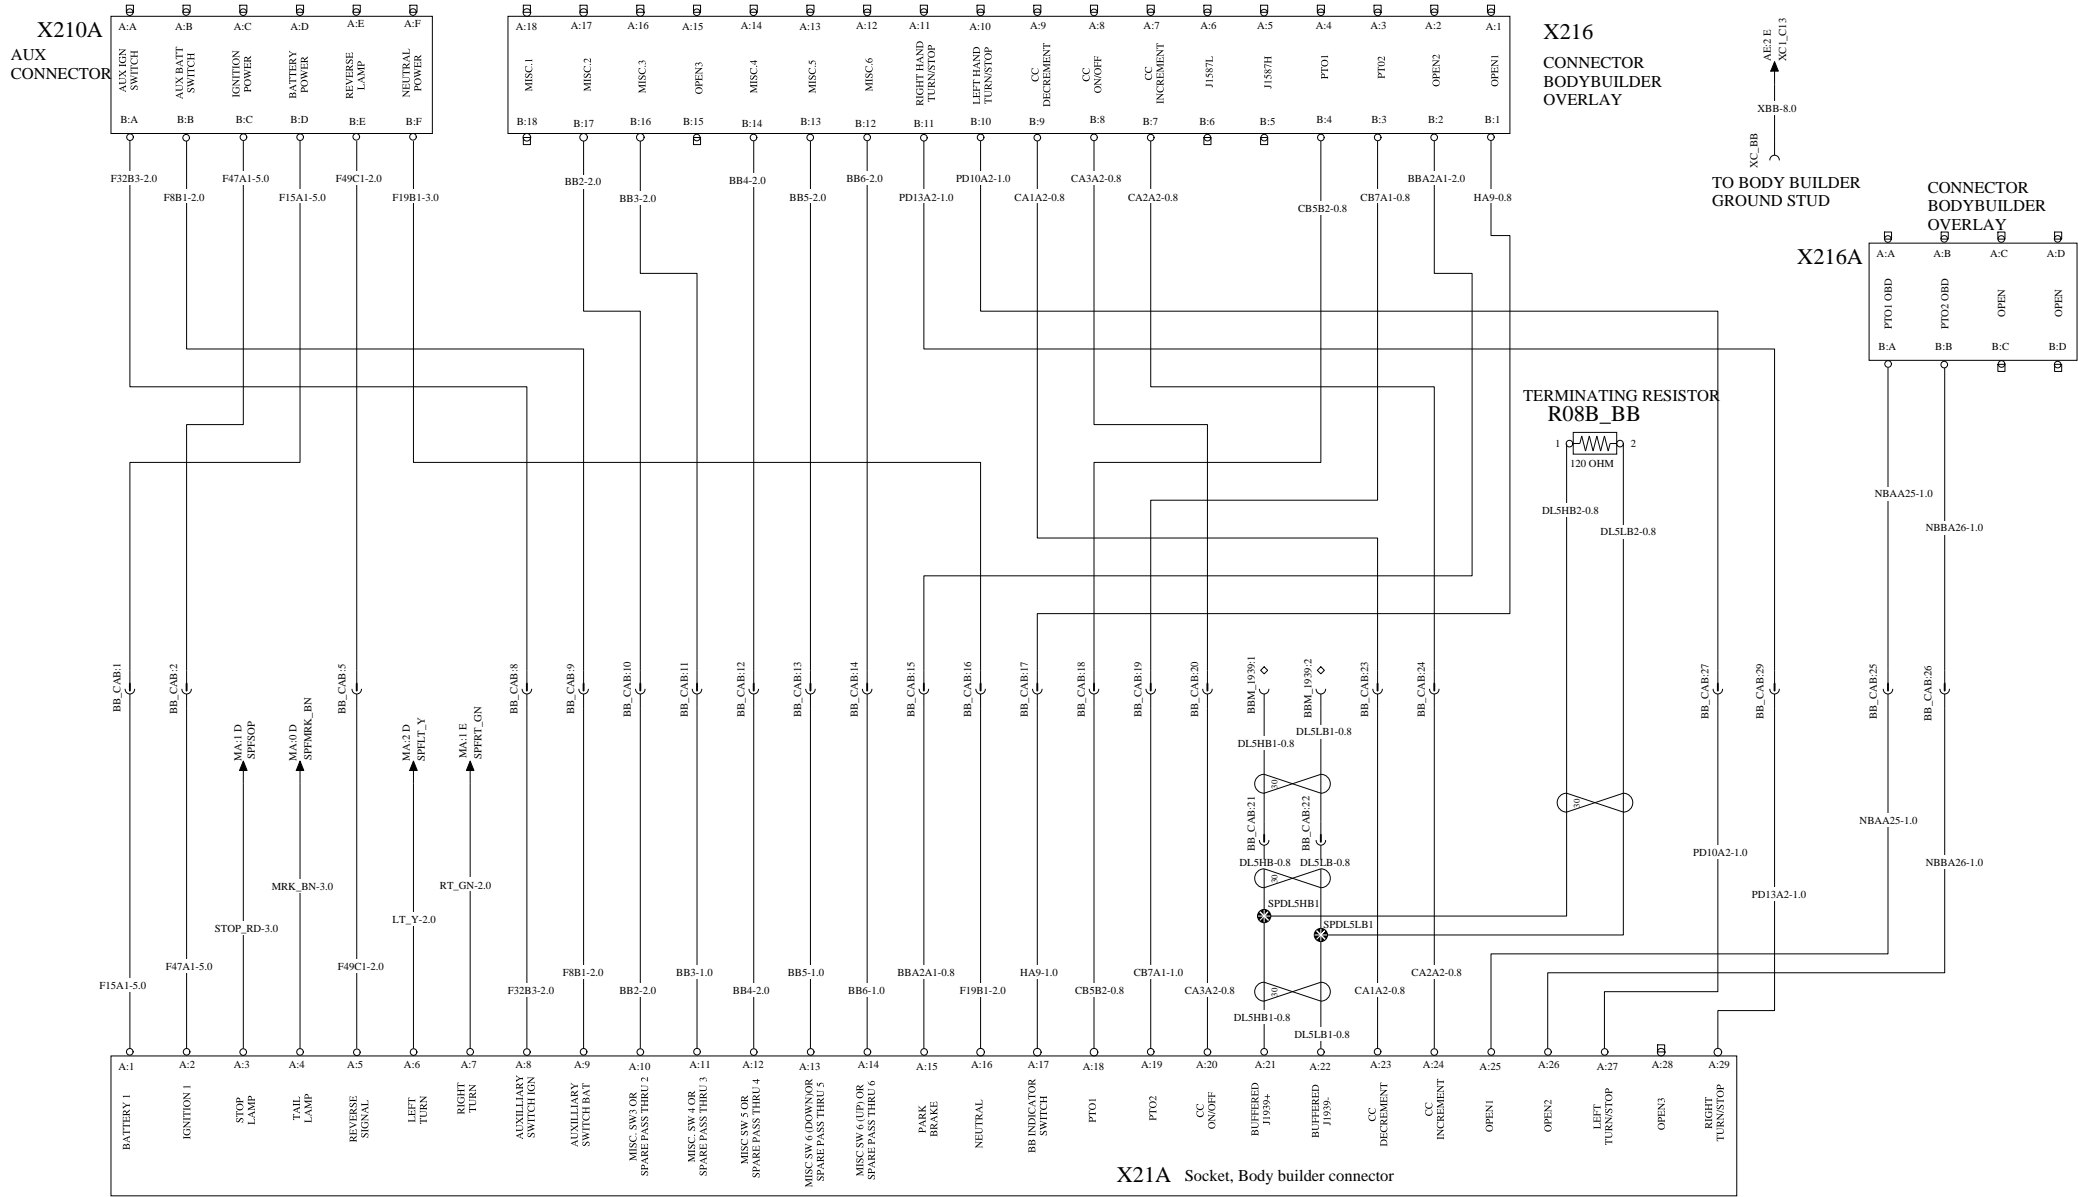 X210A
AUX
CONNECTOR
A:A A:B A:C A:D A:E A:F
AUX IGN
SWITCH
AUX BATT
SWITCH
IGNITION
POWER
BATTERY
POWER
REVERSE
LAMP
NEUTRAL
POWER
B:A B:B B:C B:D B:E B:F
A:18 A:17 A:16 A:15 A:14 A:13 A:12 A:11 A:10 A:9 A:8 A:7 A:6 A:5 A:4 A:3 A:2 A:1
MISC.1
MISC.2
MISC.3
OPEN3
MISC.4
MISC.5
MISC.6
RIGHT HAND
TURN/STOP
LEFT HAND
TURN/STOP
CC
DECREMENT
CC
ON/OFF
CC
INCREMENT
J1587L
J1587H
PTO1
PT02
OPEN2
OPEN1
B:18 B:17 B:16 B:15 B:14 B:13 B:12 B:11 B:10 B:9 B:8 B:7 B:6 B:5 B:4 B:3 B:2 B:1
X216
CONNECTOR
BODYBUILDER
OVERLAY
AE:2 E
XC1_C13
XBB-8.0
XC_BB
TO BODY BUILDER
GROUND STUD
CONNECTOR
BODYBUILDER
OVERLAY
X216A
A:A A:B A:C A:D
PTO1 OBD
PTO2 OBD
OPEN
OPEN
B:A B:B B:C B:D
F32B3-2.0
F8B1-2.0
F47A1-5.0
F15A1-5.0
F49C1-2.0
F19B1-3.0
BB2-2.0
BB3-2.0
BB4-2.0
BB5-2.0
BB6-2.0
PD13A2-1.0
PD10A2-1.0
CA1A2-0.8
CA3A2-0.8
CA2A2-0.8
CB5B2-0.8
CB7A1-0.8
BBA2A1-2.0
HA9-0.8
TERMINATING RESISTOR
R08B_BB
1 2
120 OHM
DL5HB2-0.8
DL5LB2-0.8
NBAA25-1.0
NBBA26-1.0
BB_CAB:1
BB_CAB:2
BB_CAB:5
BB_CAB:8
BB_CAB:9
BB_CAB:10
BB_CAB:11
BB_CAB:12
BB_CAB:13
BB_CAB:14
BB_CAB:15
BB_CAB:16
BB_CAB:17
BB_CAB:18
BB_CAB:19
BB_CAB:20
BBM_1939:1
BBM_1939:2
BB_CAB:23
BB_CAB:24
BB_CAB:27
BB_CAB:29
BB_CAB:25
BB_CAB:26
MA:1 D
SPFSOP
MA:0 D
SPFMRK_BN
MA:2 D
SPFLT_Y
MA:1 E
SPFRT_GN
DL5HB1-0.8
DL5LB1-0.8
30
BB_CAB:21
BB_CAB:22
30
DL5HB-0.8 DL5LB-0.8
30
SPDL5HB1
SPDL5LB1
NBAA25-1.0
NBBA26-1.0
PD10A2-1.0
PD13A2-1.0
MRK_BN-3.0
RT_GN-2.0
STOP_RD-3.0
LT_Y-2.0
F15A1-5.0
F47A1-5.0
F49C1-2.0
F32B3-2.0
F8B1-2.0
BB2-2.0
BB3-1.0
BB4-2.0
BB5-1.0
BB6-1.0
BBA2A1-0.8
F19B1-2.0
HA9-1.0
CB5B2-0.8
CB7A1-1.0
CA3A2-0.8
30
DL5HB1-0.8
DL5LB1-0.8
CA1A2-0.8
CA2A2-0.8
A:1 A:2 A:3 A:4 A:5 A:6 A:7 A:8 A:9 A:10 A:11 A:12 A:13 A:14 A:15 A:16 A:17 A:18 A:19 A:20 A:21 A:22 A:23 A:24 A:25 A:26 A:27 A:28 A:29
BATTERY 1
IGNITION 1
STOP
LAMP
TAIL
LAMP
REVERSE
SIGNAL
LEFT
TURN
RIGHT
TURN
AUXILLIARY
SWITCH IGN
AUXILLIARY
SWITCH BAT
MISC. SW3 OR
SPARE PASS THRU 2
MISC. SW 4 OR
SPARE PASS THRU 3
MISC SW 5 OR
SPARE PASS THRU 4
MISC SW 6 (DOWN)OR
SPARE PASS THRU 5
MISC SW 6 (UP) OR
SPARE PASS THRU 6
PARK
BRAKE
NEUTRAL
BB INDICATOR
SWITCH
PTO1
PTO2
CC
ON/OFF
BUFFERED
J1939+
BUFFERED
J1939-
CC
DECREMENT
CC
INCREMENT
OPEN1
OPEN2
LEFT
TURN/STOP
OPEN3
RIGHT
TURN/STOP
X21A Socket, Body builder connector